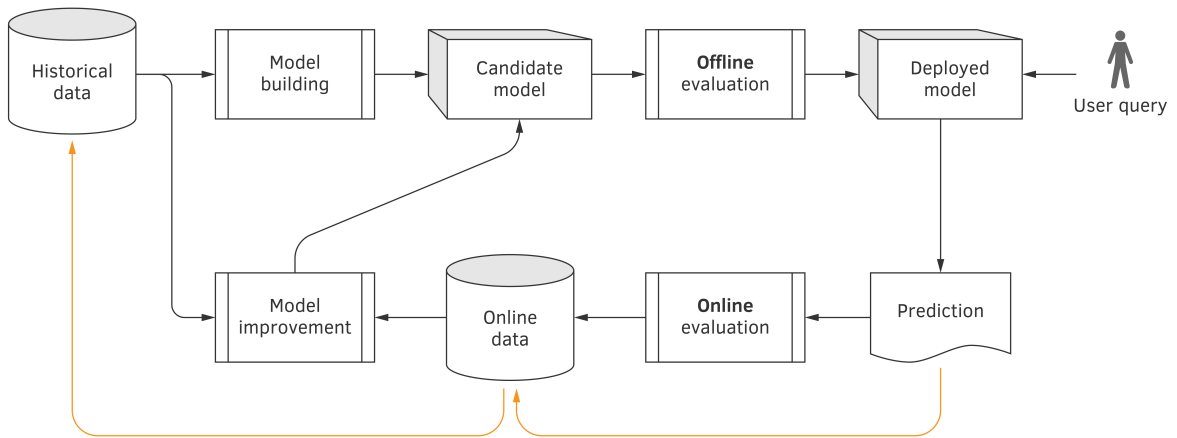 Historical
data
Model
building
Candidate
model
Offline
evaluation
Deployed
model
User query
Model
improvement
Online
data
Online
evaluation
Prediction